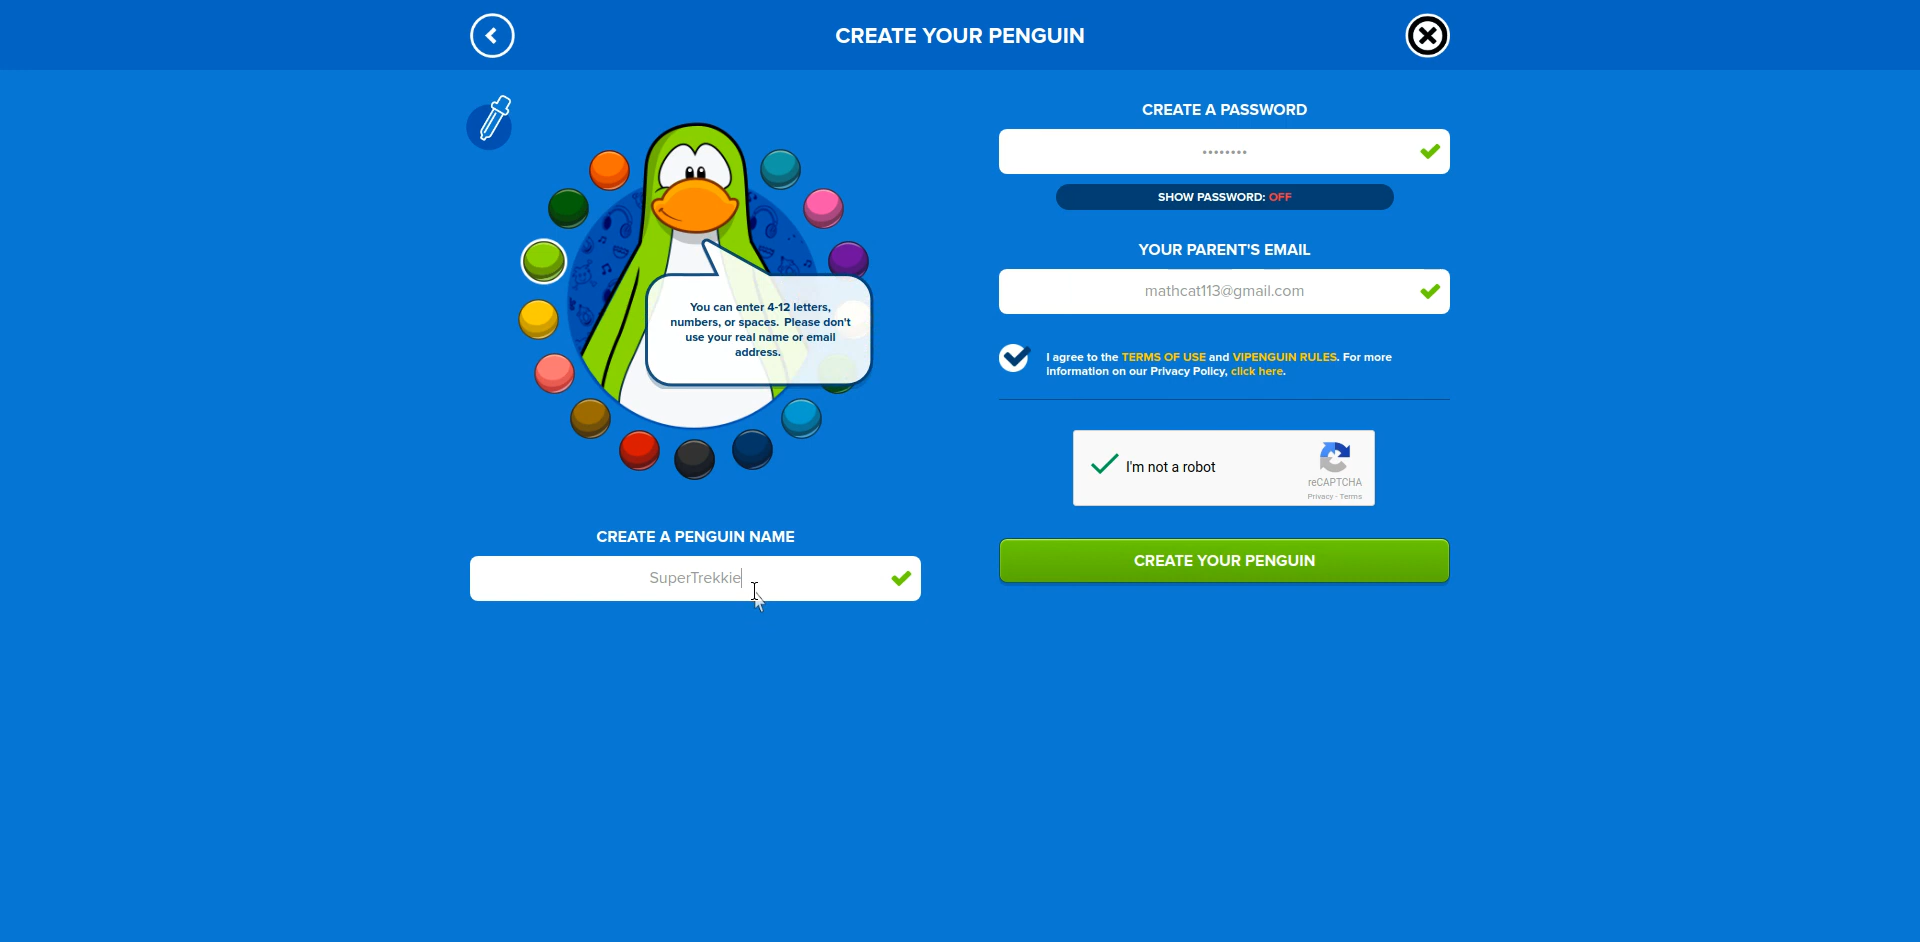 CREATE YOUR PENGUIN
You can enter 4-12 letters,
numbers, or spaces. Please don't
use your real name or email
address.
CREATE A PENGUIN NAME
SuperTrekkie
CREATE A PASSWORD
••••••••
SHOW PASSWORD: OFF
YOUR PARENT'S EMAIL
mathcat113@gmail.com
I agree to the TERMS OF USE and VIPENGUIN RULES. For more
information on our Privacy Policy, click here.
I'm not a robot
reCAPTCHA
Privacy - Terms
CREATE YOUR PENGUIN